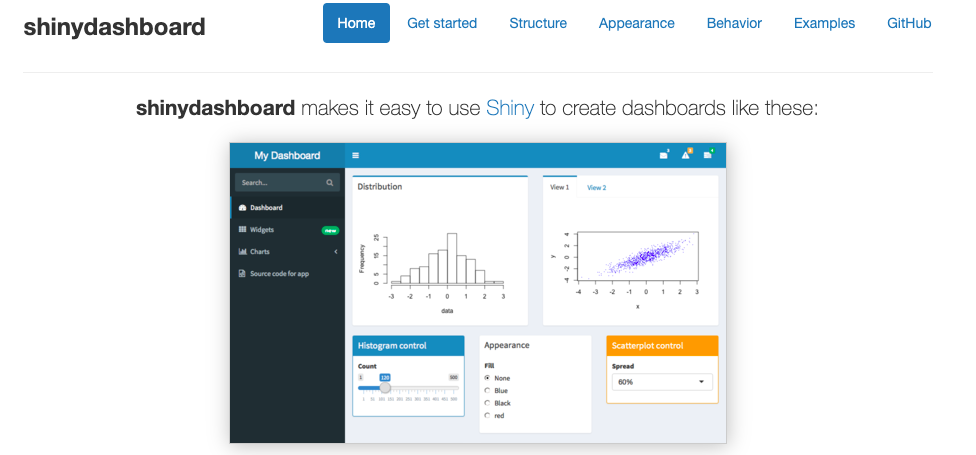 shinydashboard
Home Get started Structure Appearance Behavior Examples GitHub
shinydashboard makes it easy to use Shiny to create dashboards like these:
My Dashboard
Search...
Dashboard
Widgets new
Charts
Source code for app
Distribution
Frequency
0 5 15 25
-3 -2 -1 0 1 2 3
data
View 1 View 2
y
-4 -2 0 2 4
-4 -3 -2 -1 0 1 2 3
x
Histogram control
Count
1 120 500
Appearance
Fill
None
Blue
Black
red
Scatterplot control
Spread
60%